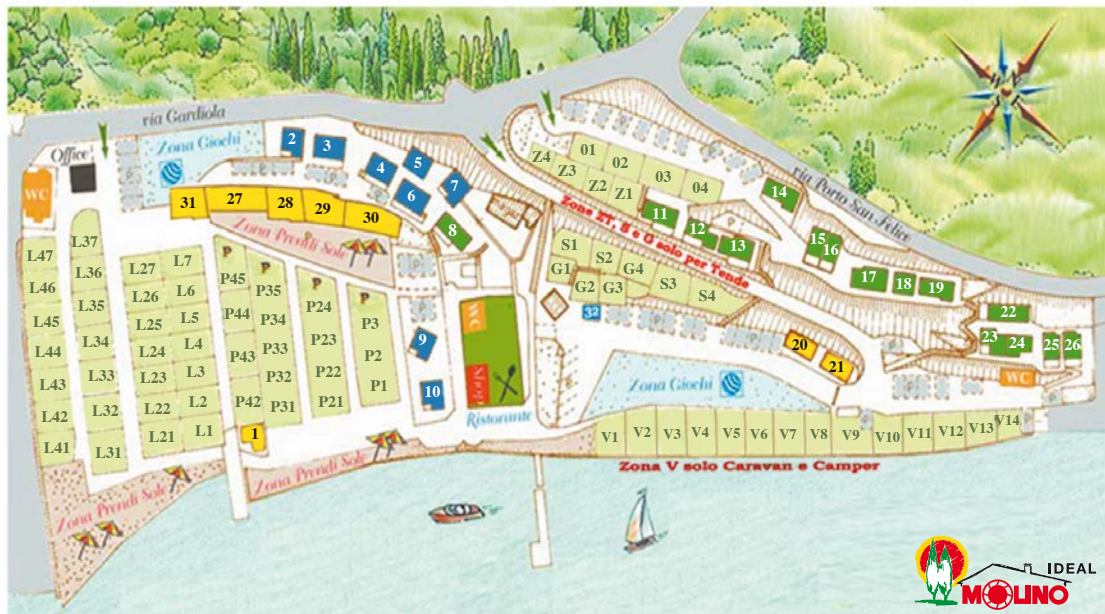 via Gardiola
Office
WC
Zona Giochi
2
3
4
5
6
7
8
31
27
28
29
30
Zona Prendi Sole
L47
L46
L45
L44
L43
L42
L41
L37
L36
L35
L34
L33
L32
L31
L27
L26
L25
L24
L23
L22
L21
L7
L6
L5
L4
L3
L2
L1
P45
P44
P43
P42
P
P35
P34
P33
P32
P31
P
P24
P23
P22
P21
P
P3
P2
P1
P
1
9
10
WC
Shop
Ristorante
Zona Prendi Sole
Zona Prendi Sole
Z4
Z3
Z2
Z1
01
02
03
04
11
12
13
14
15
16
17
18
19
via Porto San Felice
Zone ZT, S e G solo per Tende
S1
S2
S3
S4
G1
G2
G3
G4
32
20
21
22
23
24
25
26
WC
Zona Giochi
V1
V2
V3
V4
V5
V6
V7
V8
V9
V10
V11
V12
V13
V14
Zona V solo Caravan e Camper
IDEAL
MOLINO